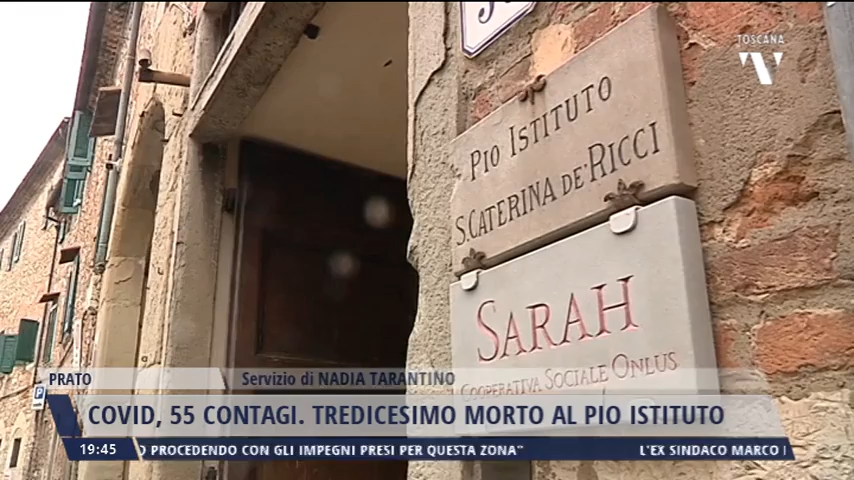 TOSCANA
TV
PIO ISTITUTO
S. CATERINA DE' RICCI
SARAH
COOPERATIVA SOCIALE ONLUS
PRATO
Servizio di NADIA TARANTINO
P
COVID, 55 CONTAGI. TREDICESIMO MORTO AL PIO ISTITUTO
19:45
O PROCEDENDO CON GLI IMPEGNI PRESI PER QUESTA ZONA" L'EX SINDACO MARCO